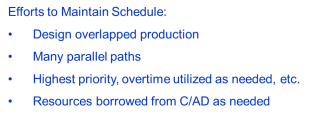 Efforts to Maintain Schedule:
• Design overlapped production
• Many parallel paths
• Highest priority, overtime utilized as needed, etc.
• Resources borrowed from C/AD as needed